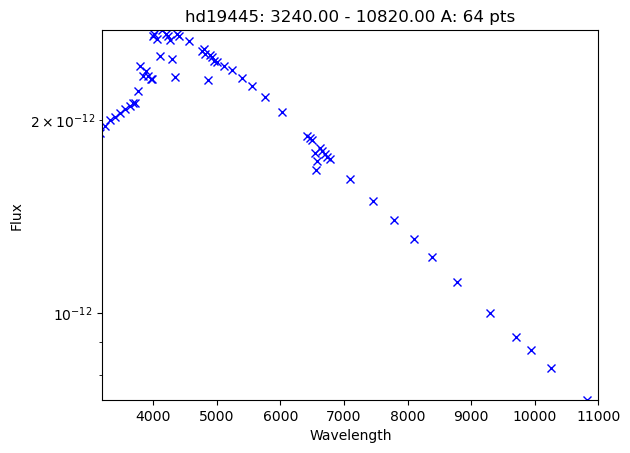 hd19445: 3240.00 - 10820.00 A: 64 pts
2 × 10⁻¹²
10⁻¹²
Flux
4000 5000 6000 7000 8000 9000 10000 11000
Wavelength